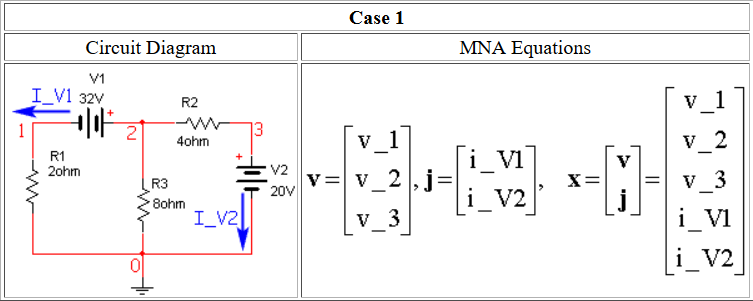 Case 1
Circuit Diagram
MNA Equations
V1
I_V1 32V
+
1
2
R2
4ohm
3
R1
2ohm
R3
8ohm
+
V2
20V
I_V2
0
v = [v_1 v_2 v_3], j = [i_V1 i_V2], x = [v j] = [v_1 v_2 v_3 i_V1 i_V2]